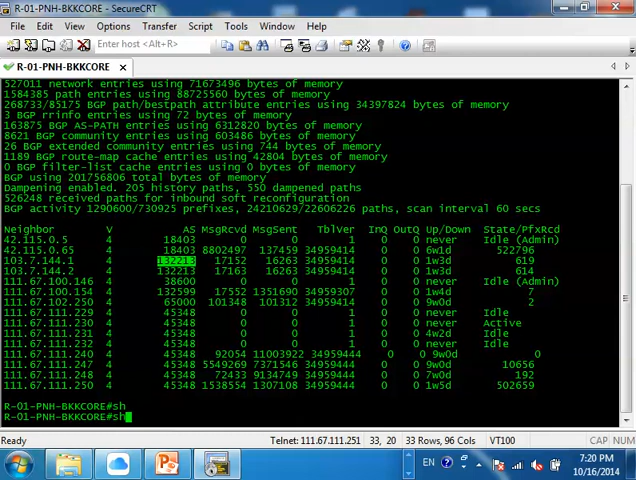 R-01-PNH-BKKCORE - SecureCRT
File Edit View Options Transfer Script Tools Window Help
Enter host <Alt+R>
R-01-PNH-BKKCORE
527011 network entries using 71673496 bytes of memory
1584385 path entries using 88725560 bytes of memory
268733/85175 BGP path/bestpath attribute entries using 34397824 bytes of memory
3 BGP rrinfo entries using 72 bytes of memory
163875 BGP AS-PATH entries using 6312820 bytes of memory
8621 BGP community entries using 603486 bytes of memory
26 BGP extended community entries using 744 bytes of memory
1189 BGP route-map cache entries using 42804 bytes of memory
0 BGP filter-list cache entries using 0 bytes of memory
BGP using 201756806 total bytes of memory
Dampening enabled. 205 history paths, 550 dampened paths
526248 received paths for inbound soft reconfiguration
BGP activity 1290600/730925 prefixes, 24210629/22606226 paths, scan interval 60 secs
Neighbor V AS MsgRcvd MsgSent TblVer InQ OutQ Up/Down State/PfxRcd
42.115.0.5 4 18403 0 0 1 0 0 never Idle (Admin)
42.115.0.65 4 18403 8802497 137459 34959414 0 0 6w1d 522796
103.7.144.1 4 132213 17152 16263 34959414 0 0 1w3d 619
103.7.144.2 4 132213 17163 16263 34959414 0 0 1w3d 614
111.67.100.146 4 38600 0 0 1 0 0 never Idle (Admin)
111.67.100.154 4 132599 17552 1351690 34959307 0 0 1w4d 7
111.67.102.250 4 65000 101348 101312 34959414 0 0 9w0d 2
111.67.111.229 4 45348 0 0 1 0 0 never Idle
111.67.111.230 4 45348 0 0 1 0 0 never Active
111.67.111.231 4 45348 0 0 1 0 0 4w2d Idle
111.67.111.232 4 45348 0 0 1 0 0 never Idle
111.67.111.240 4 45348 92054 11003922 34959414 0 0 9w0d 0
111.67.111.247 4 45348 5549269 7371546 34959414 0 0 9w0d 10656
111.67.111.248 4 45348 72433 9134749 34959414 0 0 7w0d 192
111.67.111.250 4 45348 1538554 1307108 34959414 0 0 1w5d 502659
R-01-PNH-BKKCORE#sh
R-01-PNH-BKKCORE#sh
Ready Telnet: 111.67.111.251 33, 20 33 Rows, 96 Cols VT100 CAP NUM
EN 7:20 PM
10/16/2014